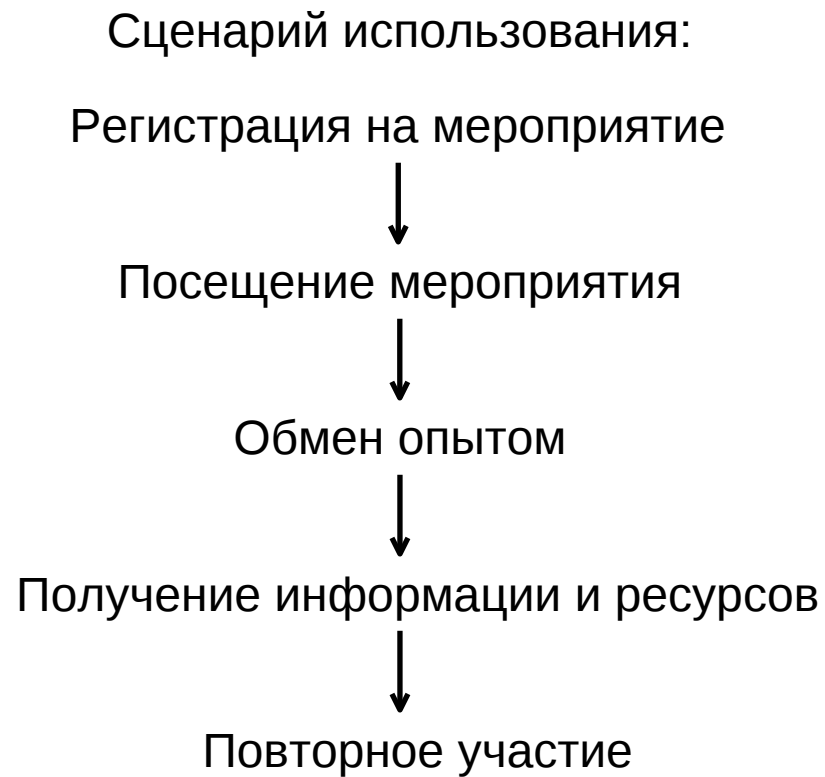 Сценарий использования:
Регистрация на мероприятие
Посещение мероприятия
Обмен опытом
Получение информации и ресурсов
Повторное участие